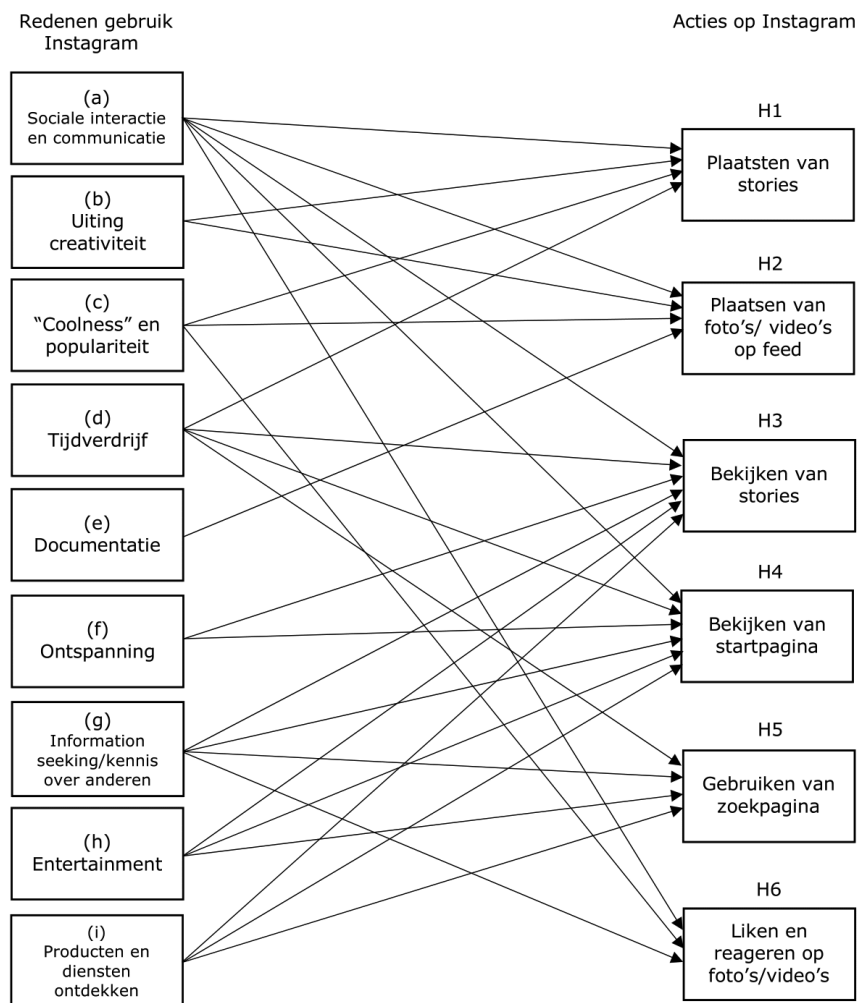 Redenen gebruik
Instagram
(a)
Sociale interactie
en communicatie
(b)
Uiting
creativiteit
(c)
“Coolness” en
populariteit
(d)
Tijdverdrijf
(e)
Documentatie
(f)
Ontspanning
(g)
Information
seeking/kennis
over anderen
(h)
Entertainment
(i)
Producten en
diensten
ontdekken
Acties op Instagram
H1
Plaatsten van
stories
H2
Plaatsen van
foto’s/ video’s
op feed
H3
Bekijken van
stories
H4
Bekijken van
startpagina
H5
Gebruiken van
zoekpagina
H6
Liken en
reageren op
foto’s/video’s